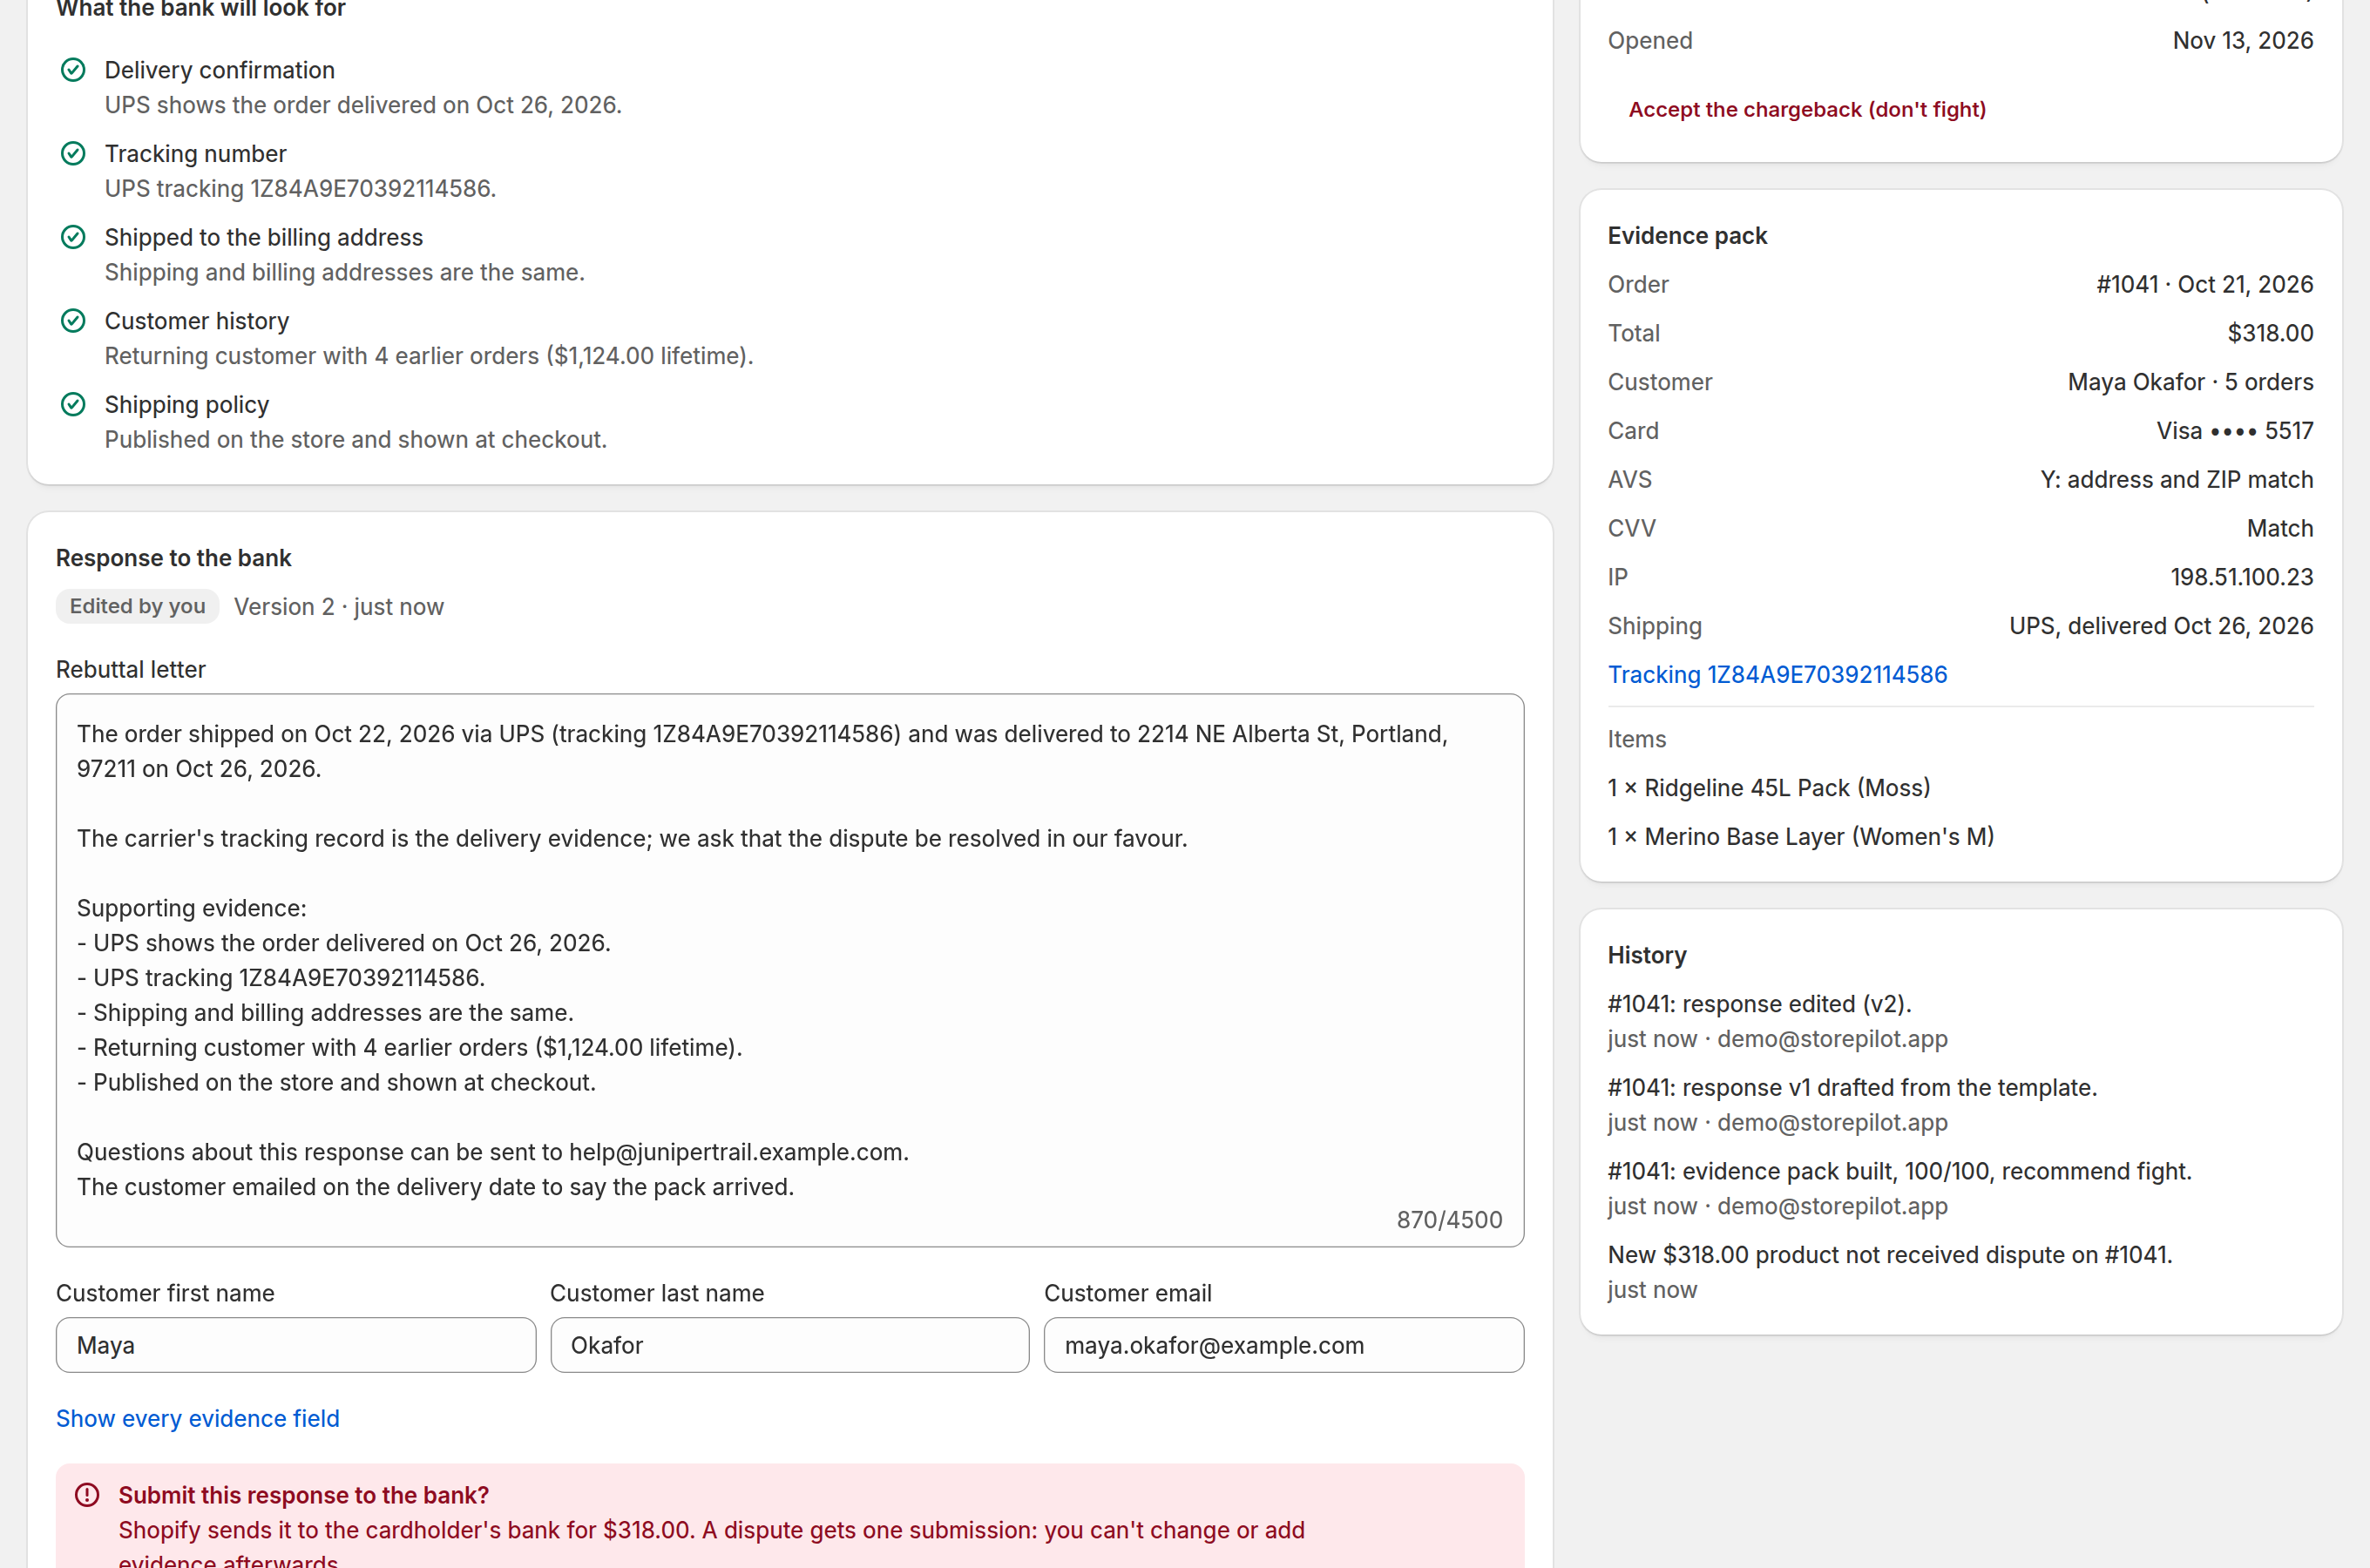 What the bank will look for
Delivery confirmation
UPS shows the order delivered on Oct 26, 2026.
Tracking number
UPS tracking 1Z84A9E70392114586.
Shipped to the billing address
Shipping and billing addresses are the same.
Customer history
Returning customer with 4 earlier orders ($1,124.00 lifetime).
Shipping policy
Published on the store and shown at checkout.
Response to the bank
Edited by you Version 2 · just now
Rebuttal letter
The order shipped on Oct 22, 2026 via UPS (tracking 1Z84A9E70392114586) and was delivered to 2214 NE Alberta St, Portland,
97211 on Oct 26, 2026.
The carrier's tracking record is the delivery evidence; we ask that the dispute be resolved in our favour.
Supporting evidence:
- UPS shows the order delivered on Oct 26, 2026.
- UPS tracking 1Z84A9E70392114586.
- Shipping and billing addresses are the same.
- Returning customer with 4 earlier orders ($1,124.00 lifetime).
- Published on the store and shown at checkout.
Questions about this response can be sent to help@junipertrail.example.com.
The customer emailed on the delivery date to say the pack arrived.
870/4500
Customer first name Customer last name Customer email
Maya Okafor maya.okafor@example.com
Show every evidence field
Submit this response to the bank?
Shopify sends it to the cardholder's bank for $318.00. A dispute gets one submission: you can't change or add
evidence afterwards.
Opened Nov 13, 2026
Accept the chargeback (don't fight)
Evidence pack
Order #1041 · Oct 21, 2026
Total $318.00
Customer Maya Okafor · 5 orders
Card Visa •••• 5517
AVS Y: address and ZIP match
CVV Match
IP 198.51.100.23
Shipping UPS, delivered Oct 26, 2026
Tracking 1Z84A9E70392114586
Items
1 × Ridgeline 45L Pack (Moss)
1 × Merino Base Layer (Women's M)
History
#1041: response edited (v2).
just now · demo@storepilot.app
#1041: response v1 drafted from the template.
just now · demo@storepilot.app
#1041: evidence pack built, 100/100, recommend fight.
just now · demo@storepilot.app
New $318.00 product not received dispute on #1041.
just now